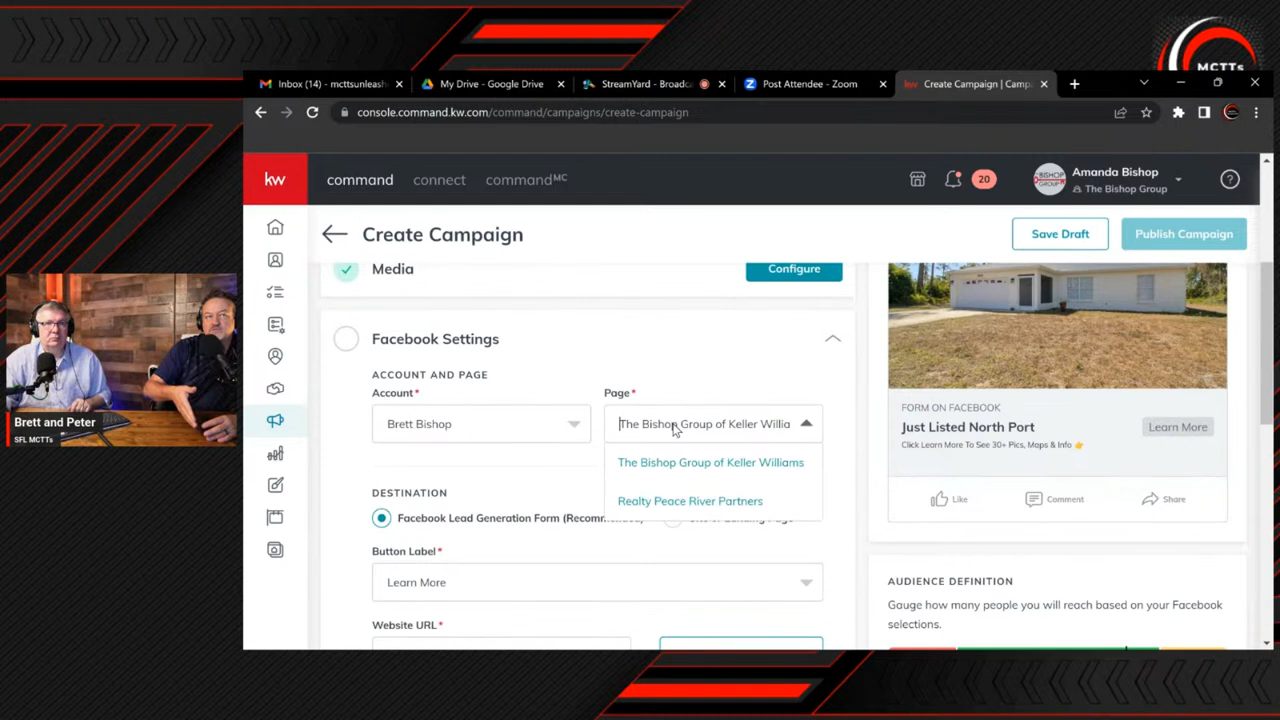 MCTTs
Inbox (14) - mcttsunleash
My Drive - Google Drive
StreamYard - Broadc
Post Attendee - Zoom
kw
Create Campaign | Camp
console.command.kw.com/command/campaigns/create-campaign
kw
command
connect
commandMC
20
BISHOP
GROUP
Amanda Bishop
The Bishop Group
Create Campaign
Save Draft
Publish Campaign
Media
Configure
Facebook Settings
ACCOUNT AND PAGE
Account*
Page*
Brett Bishop
The Bishop Group of Keller Willia
The Bishop Group of Keller Williams
Realty Peace River Partners
DESTINATION
Facebook Lead Generation Form (Recommended)
Button Label*
Learn More
Website URL*
FORM ON FACEBOOK
Just Listed North Port
Click Learn More To See 30+ Pics, Maps & Info 👉
Learn More
Like
Comment
Share
AUDIENCE DEFINITION
Gauge how many people you will reach based on your Facebook
selections.
Brett and Peter
SFL MCTTs